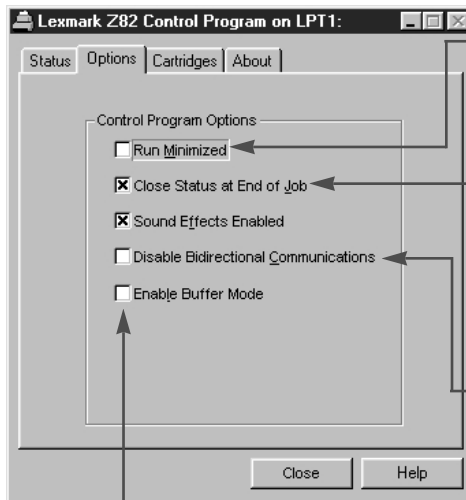 Lexmark Z82 Control Program on LPT1:
Status Options Cartridges About
Control Program Options
Run Minimized
Close Status at End of Job
Sound Effects Enabled
Disable Bidirectional Communications
Enable Buffer Mode
Close Help